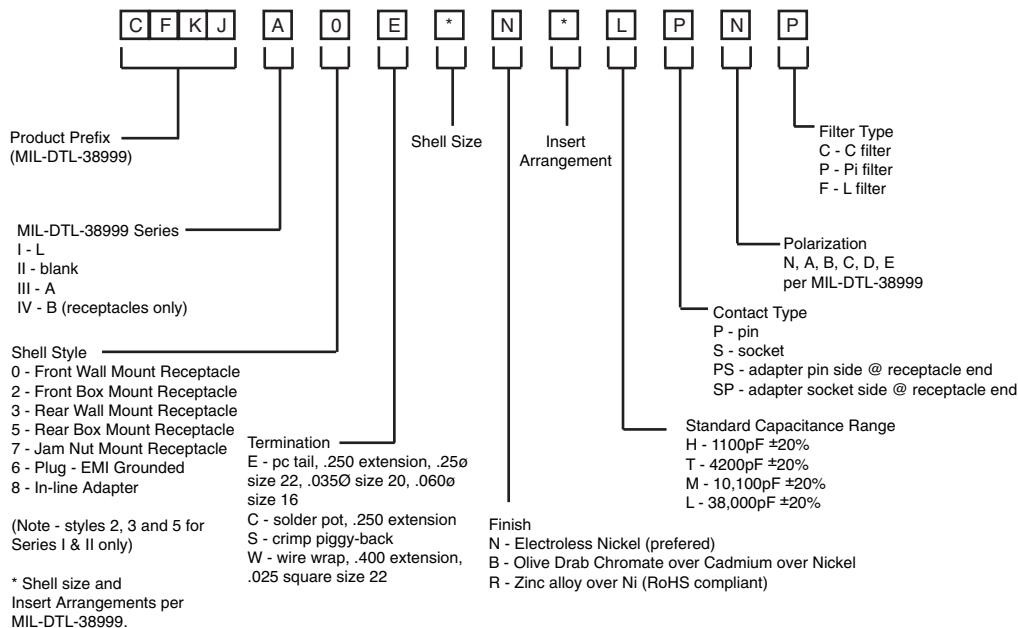 C F K J A 0 E * N * L P N P
Product Prefix
(MIL-DTL-38999)
Shell Size
Insert
Arrangement
Filter Type
C - C filter
P - Pi filter
F - L filter
MIL-DTL-38999 Series
I - L
II - blank
III - A
IV - B (receptacles only)
Polarization
N, A, B, C, D, E
per MIL-DTL-38999
Contact Type
P - pin
S - socket
PS - adapter pin side @ receptacle end
SP - adapter socket side @ receptacle end
Shell Style
0 - Front Wall Mount Receptacle
2 - Front Box Mount Receptacle
3 - Rear Wall Mount Receptacle
5 - Rear Box Mount Receptacle
7 - Jam Nut Mount Receptacle
6 - Plug - EMI Grounded
8 - In-line Adapter
(Note - styles 2, 3 and 5 for
Series I & II only)
* Shell size and
Insert Arrangements per
MIL-DTL-38999.
Termination
E - pc tail, .250 extension, .25ø
size 22, .035Ø size 20, .060ø
size 16
C - solder pot, .250 extension
S - crimp piggy-back
W - wire wrap, .400 extension,
.025 square size 22
Standard Capacitance Range
H - 1100pF ±20%
T - 4200pF ±20%
M - 10,100pF ±20%
L - 38,000pF ±20%
Finish
N - Electroless Nickel (prefered)
B - Olive Drab Chromate over Cadmium over Nickel
R - Zinc alloy over Ni (RoHS compliant)